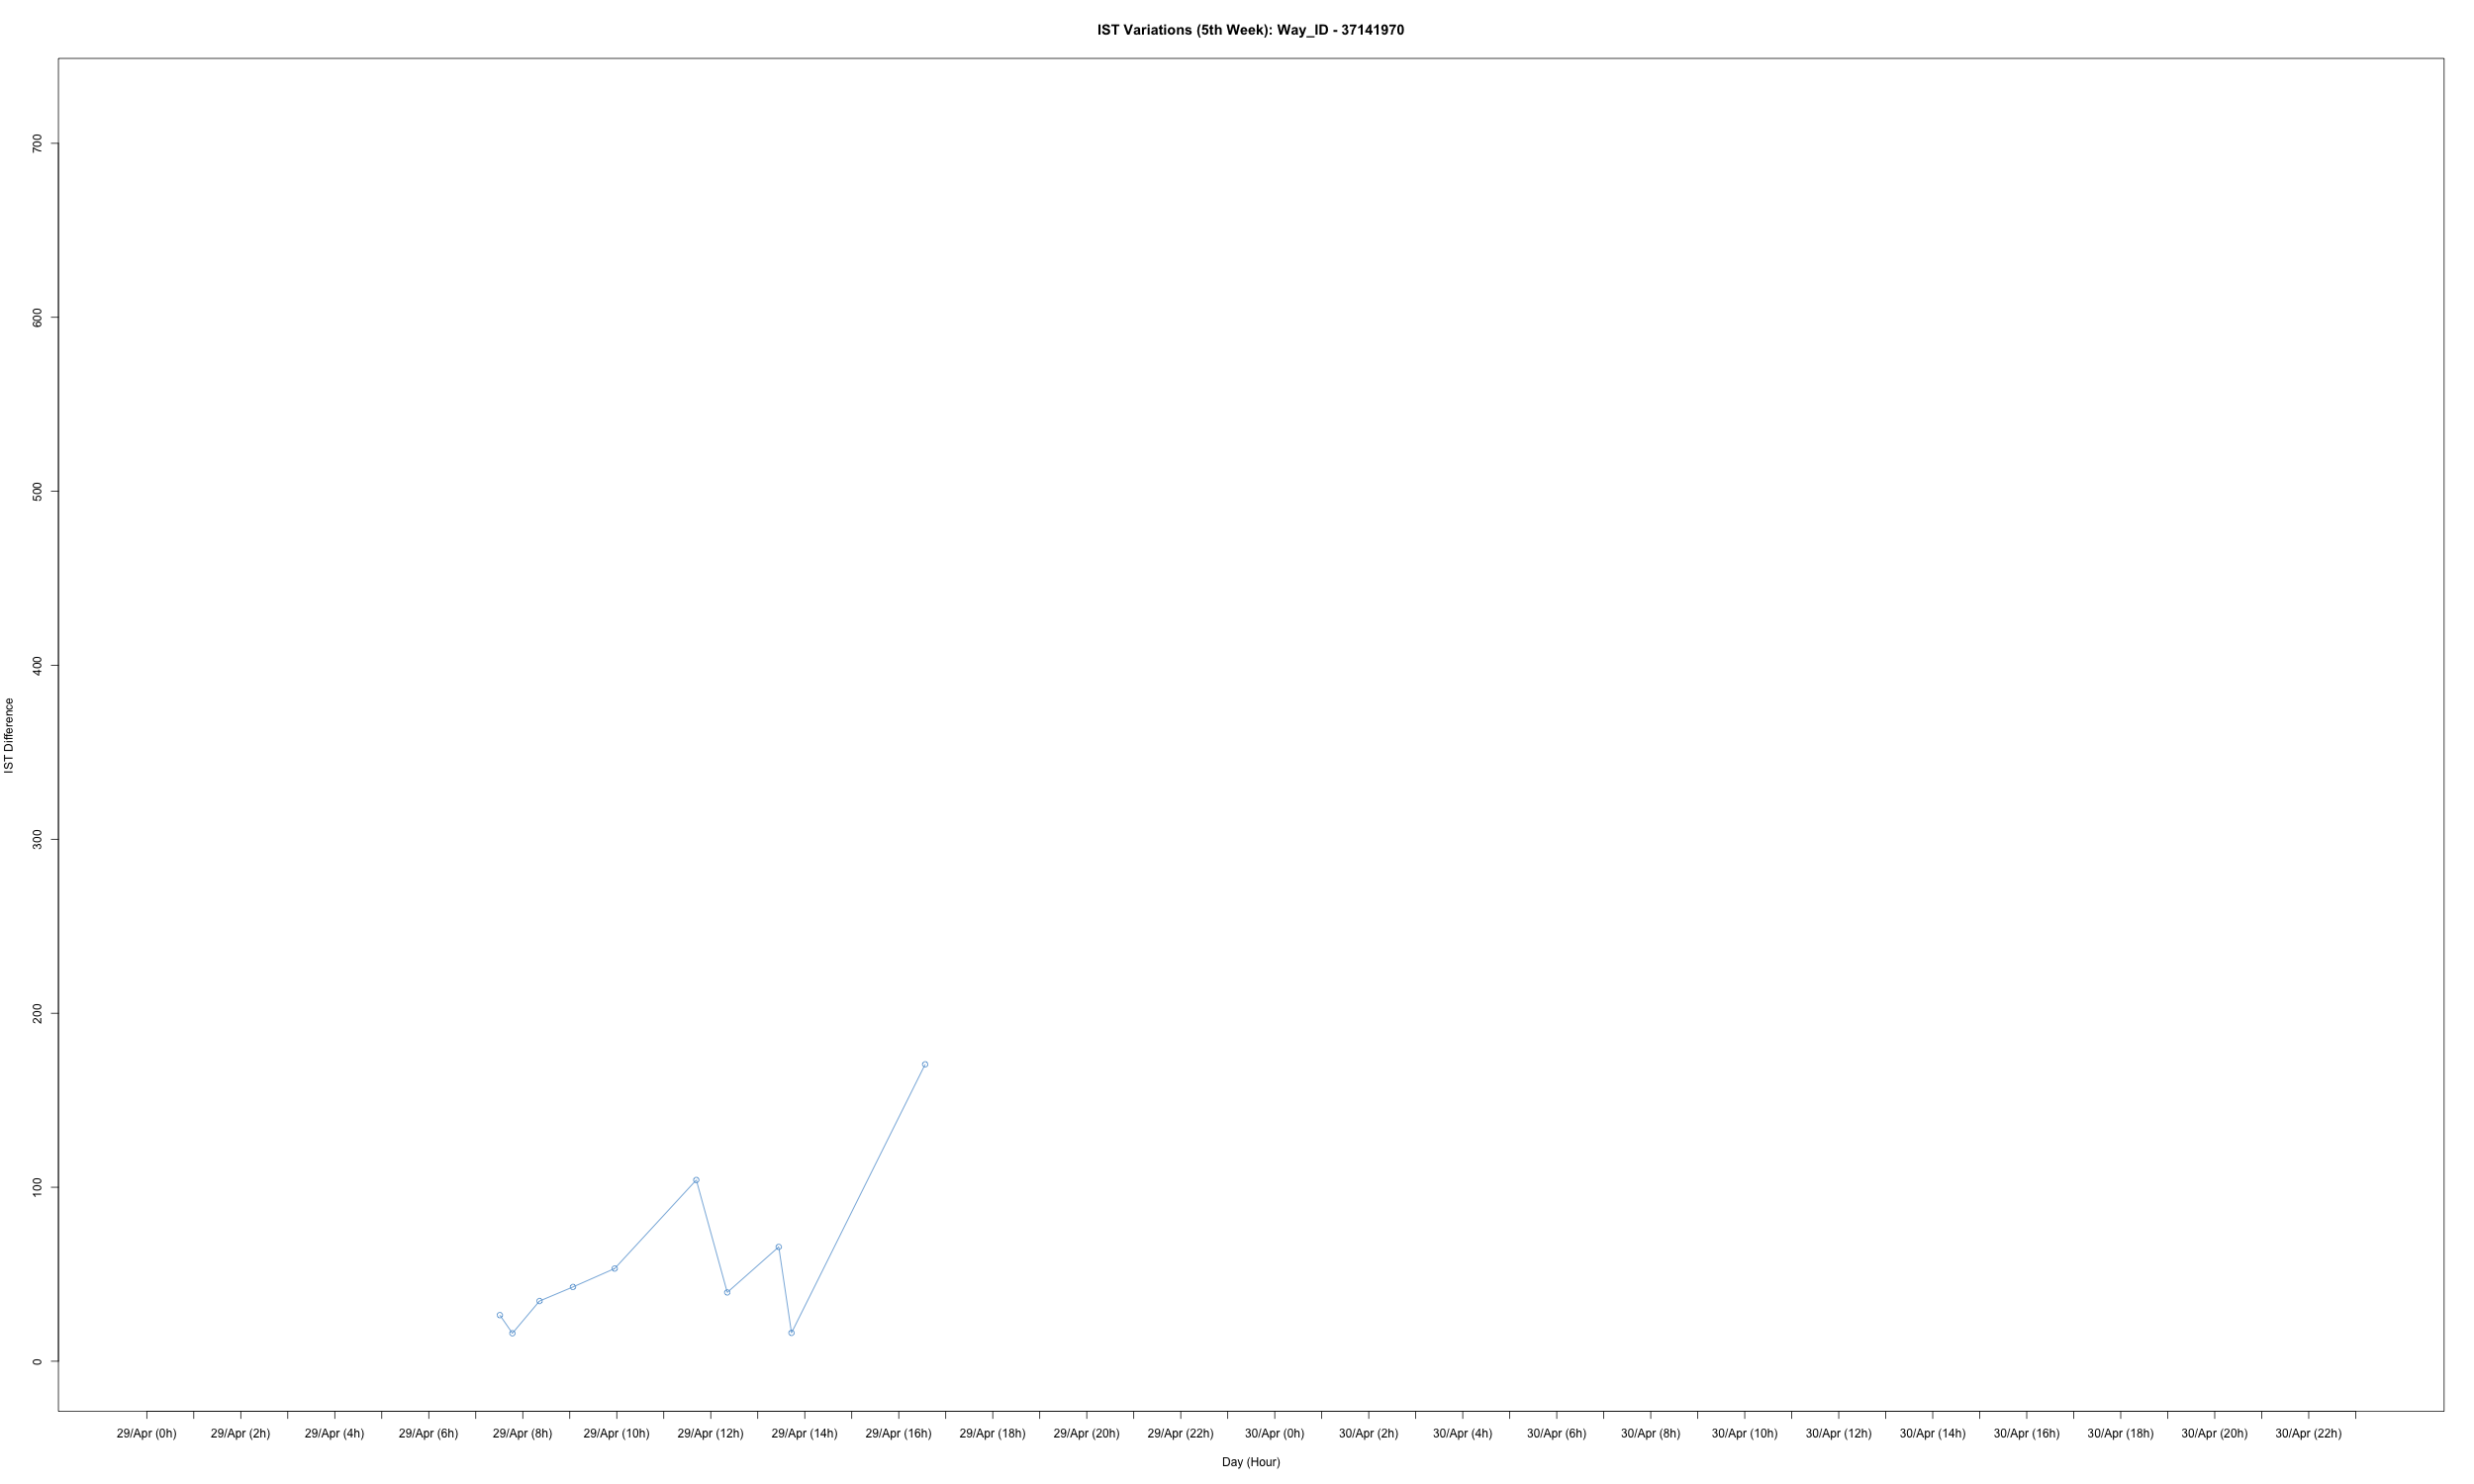 IST Variations (5th Week): Way_ID - 37141970
700
600
500
400
300
200
100
0
IST Difference
29/Apr (0h)
29/Apr (2h)
29/Apr (4h)
29/Apr (6h)
29/Apr (8h)
29/Apr (10h)
29/Apr (12h)
29/Apr (14h)
29/Apr (16h)
29/Apr (18h)
29/Apr (20h)
29/Apr (22h)
30/Apr (0h)
30/Apr (2h)
30/Apr (4h)
30/Apr (6h)
30/Apr (8h)
30/Apr (10h)
30/Apr (12h)
30/Apr (14h)
30/Apr (16h)
30/Apr (18h)
30/Apr (20h)
30/Apr (22h)
Day (Hour)